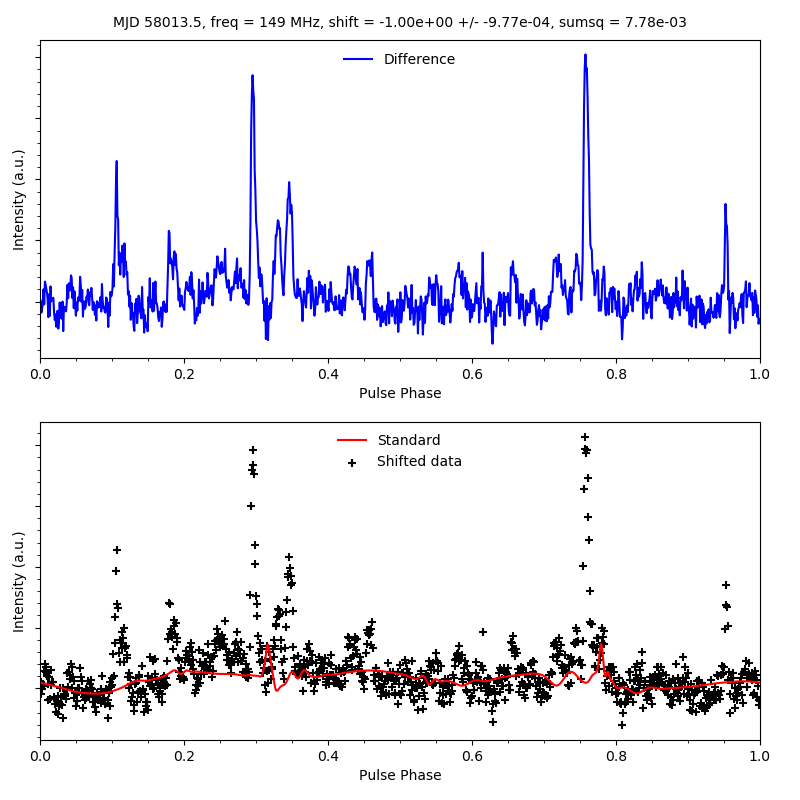 MJD 58013.5, freq = 149 MHz, shift = -1.00e+00 +/- -9.77e-04, sumsq = 7.78e-03
Difference
Intensity (a.u.)
0.0 0.2 0.4 0.6 0.8 1.0
Pulse Phase
Standard
Shifted data
Intensity (a.u.)
0.0 0.2 0.4 0.6 0.8 1.0
Pulse Phase